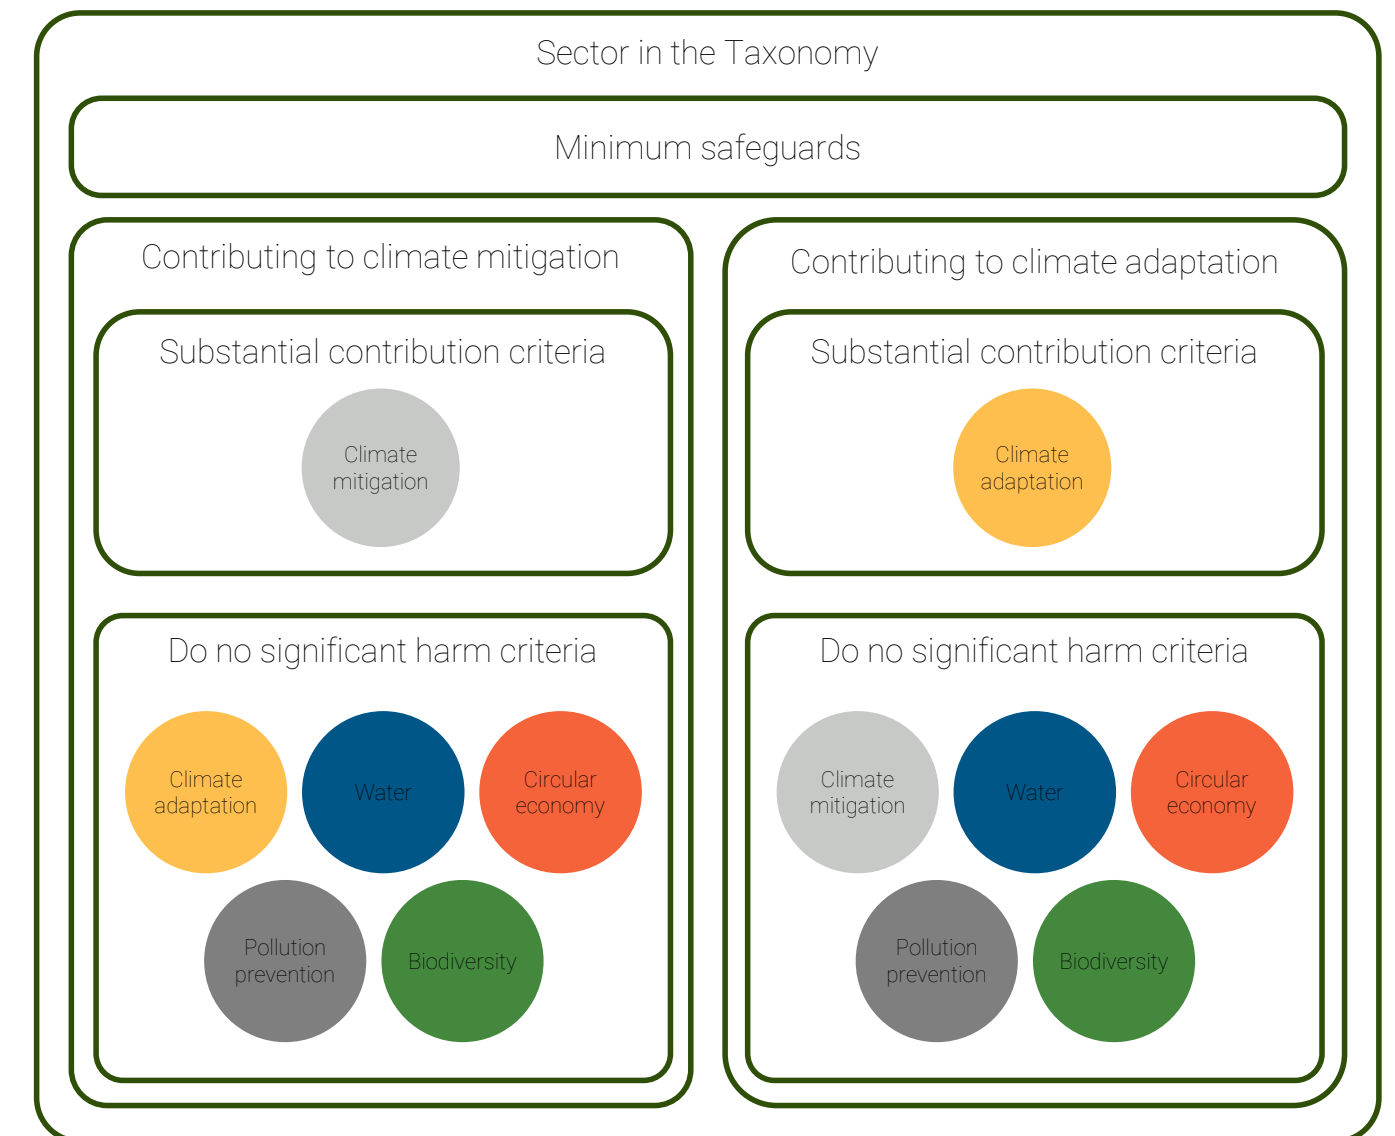 Sector in the Taxonomy
Minimum safeguards
Contributing to climate mitigation
Substantial contribution criteria
Climate
mitigation
Do no significant harm criteria
Climate
adaptation
Water
Circular
economy
Pollution
prevention
Biodiversity
Contributing to climate adaptation
Substantial contribution criteria
Climate
adaptation
Do no significant harm criteria
Climate
mitigation
Water
Circular
economy
Pollution
prevention
Biodiversity